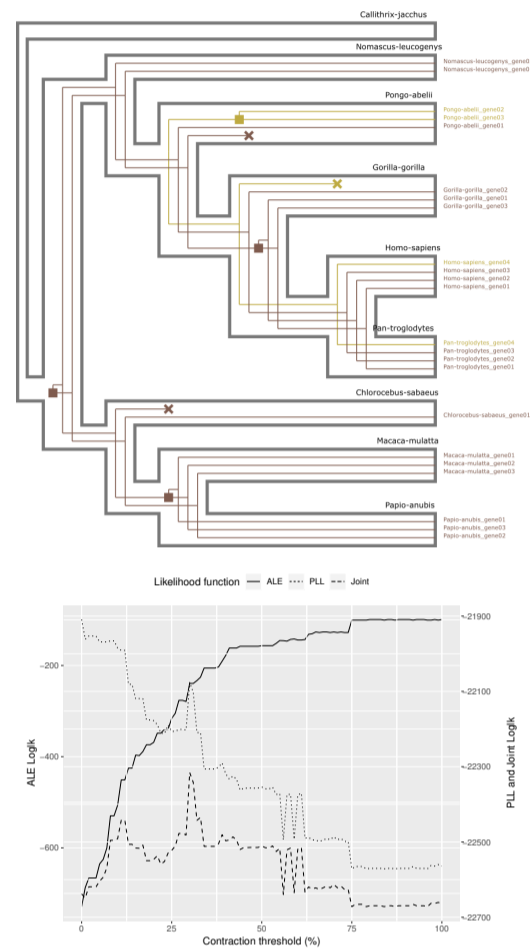 Callithrix-jacchus
Nomascus-leucogenys
Nomascus-leucogenys_gene0
Nomascus-leucogenys_gene0
Pongo-abelii
Pongo-abelii_gene02
Pongo-abelii_gene03
Pongo-abelii_gene01
Gorilla-gorilla
Gorilla-gorilla_gene02
Gorilla-gorilla_gene01
Gorilla-gorilla_gene03
Homo-sapiens
Homo-sapiens_gene04
Homo-sapiens_gene03
Homo-sapiens_gene02
Homo-sapiens_gene01
Pan-troglodytes
Pan-troglodytes_gene04
Pan-troglodytes_gene03
Pan-troglodytes_gene02
Pan-troglodytes_gene01
Chlorocebus-sabaeus
Chlorocebus-sabaeus_gene01
Macaca-mulatta
Macaca-mulatta_gene01
Macaca-mulatta_gene02
Macaca-mulatta_gene03
Papio-anubis
Papio-anubis_gene01
Papio-anubis_gene03
Papio-anubis_gene02
Likelihood function ALE PLL Joint
-21900
-200
-22100
ALE Loglk
-400
-22300
PLL and Joint Loglk
-22500
-600
-22700
0 25 50 75 100
Contraction threshold (%)